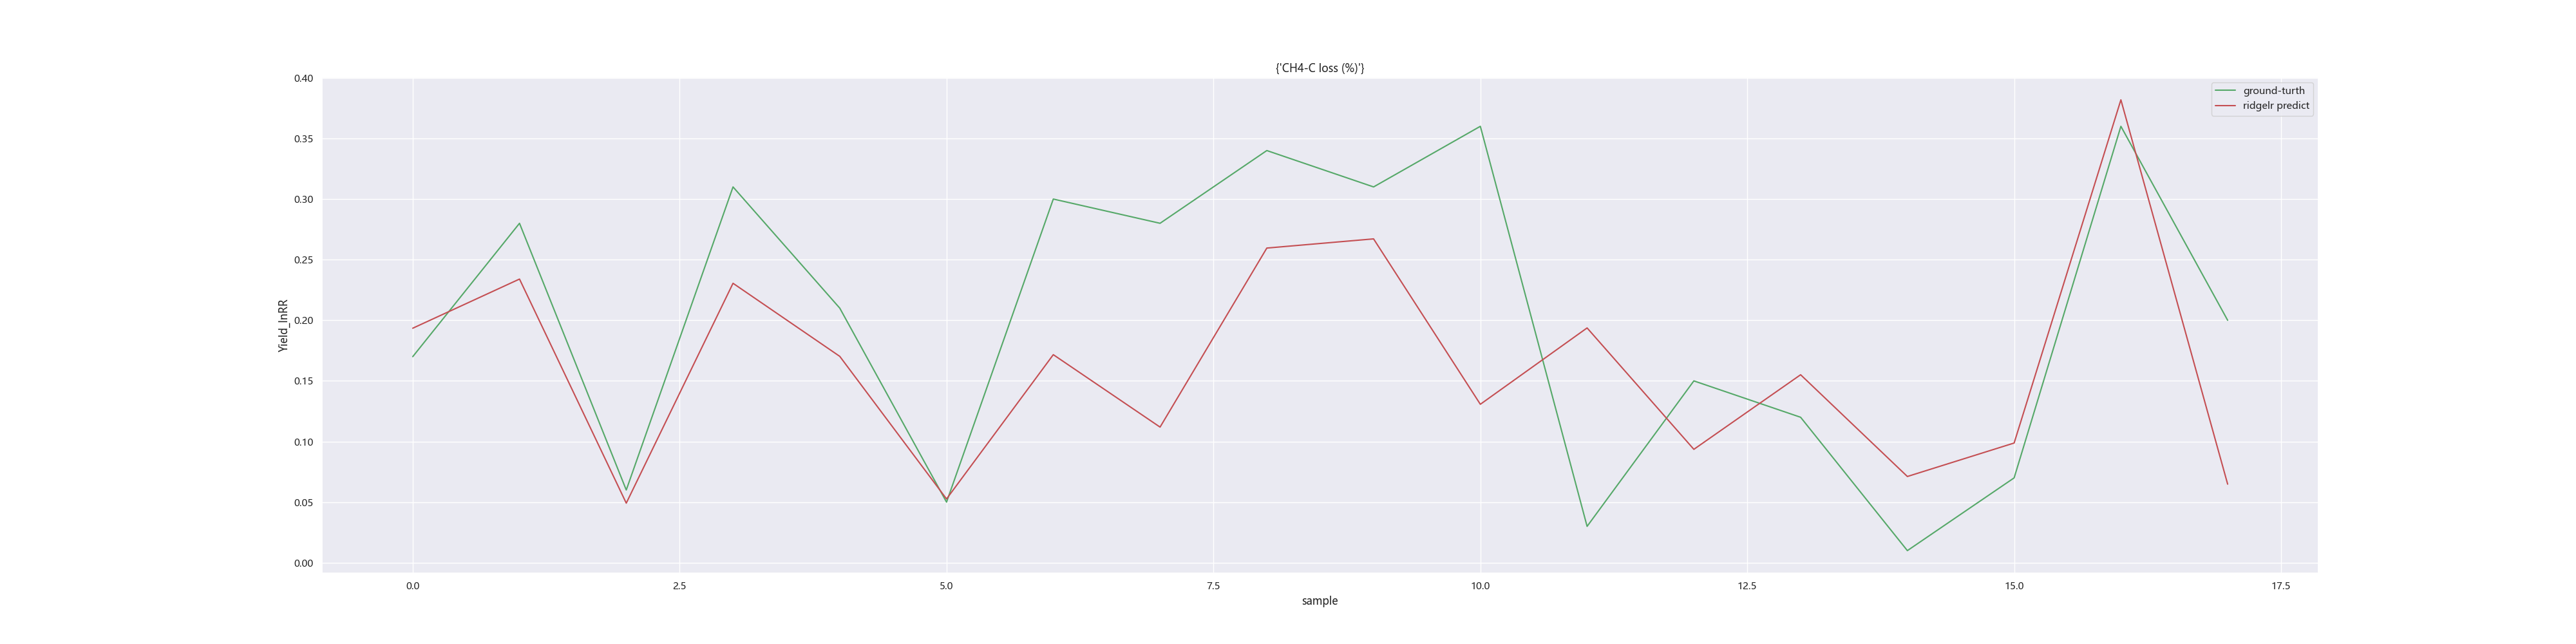 {'CH4-C loss (%)'}
ground-turth
ridgelr predict
0.40
0.35
0.30
0.25
0.20
0.15
0.10
0.05
0.00
Yield_lnRR
0.0 2.5 5.0 7.5 10.0 12.5 15.0 17.5
sample